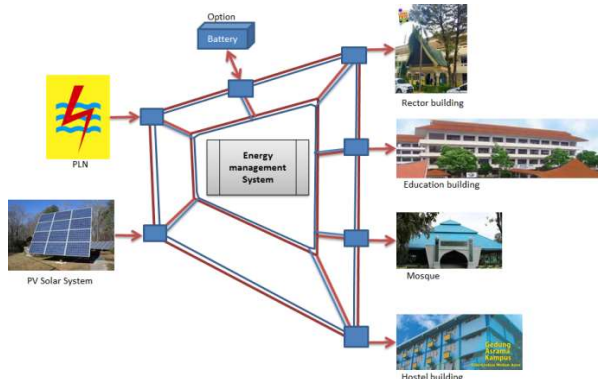 Option
Battery
Rector building
PLN
Energy
management
System
Education building
PV Solar System
Mosque
Gedung
Asrama
Kampus
Hostel building